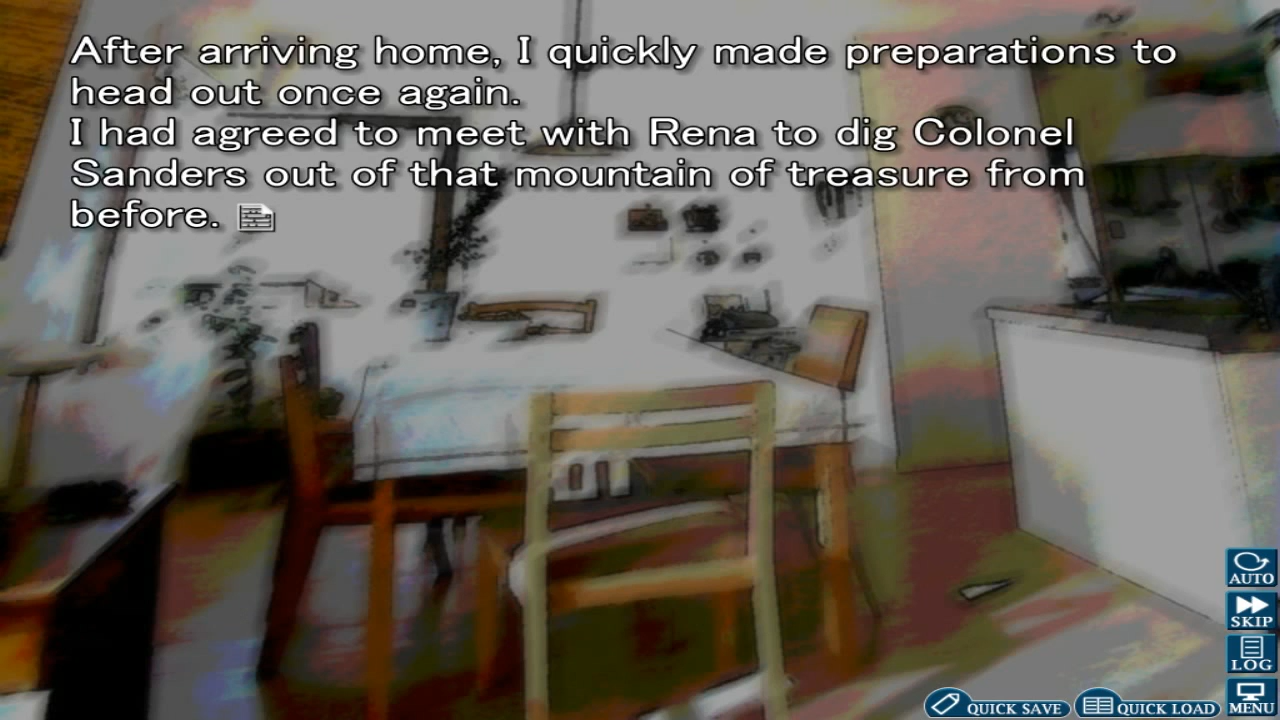 After arriving home, I quickly made preparations to
head out once again.
I had agreed to meet with Rena to dig Colonel
Sanders out of that mountain of treasure from
before.
AUTO
SKIP
LOG
MENU
QUICK SAVE
QUICK LOAD